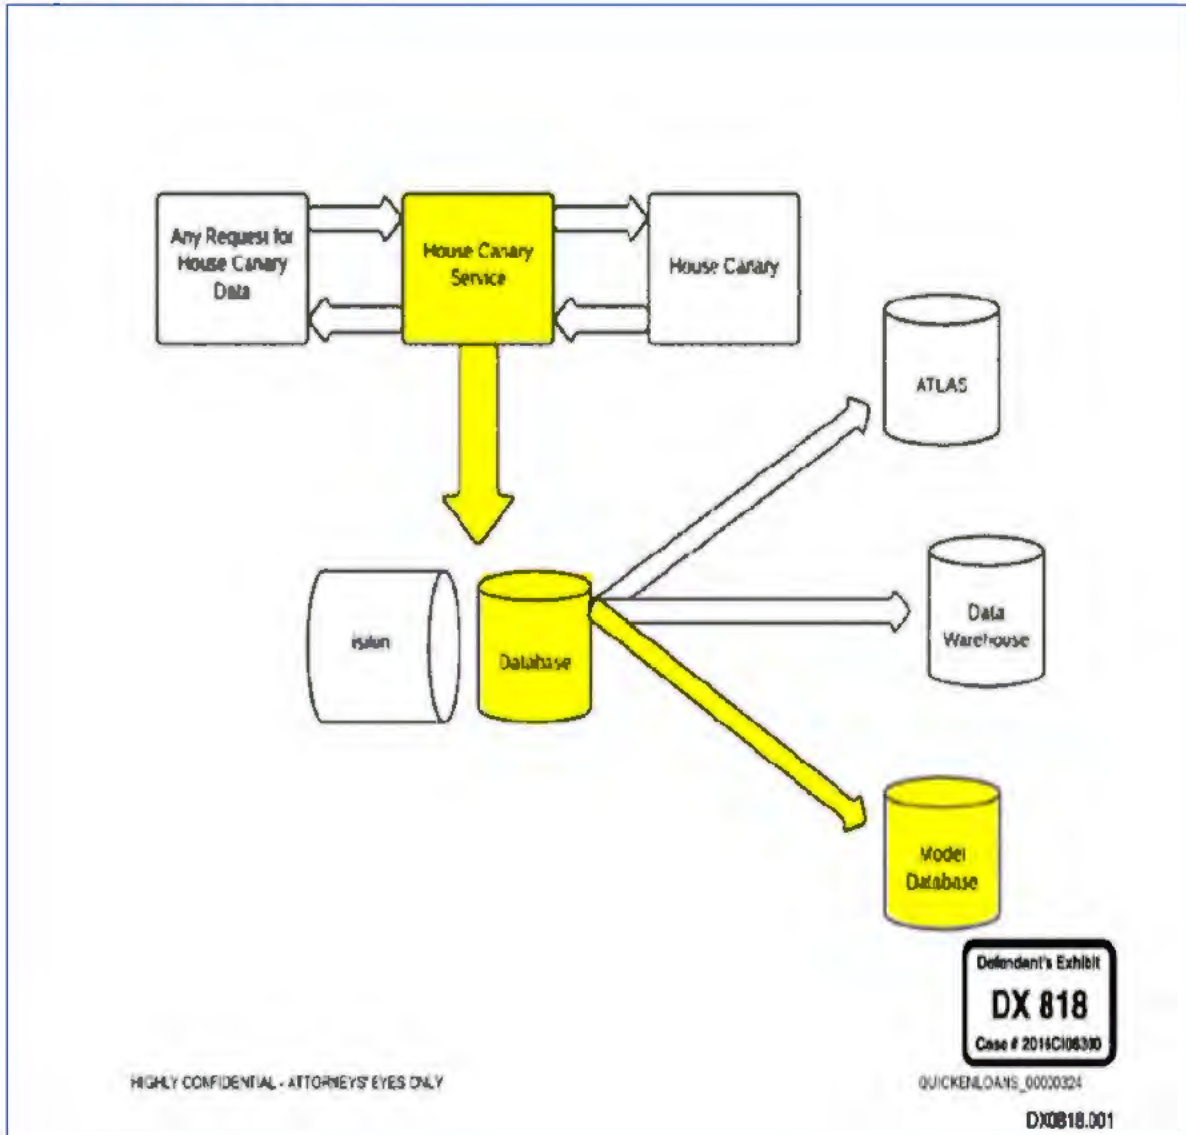 Any Request for
House Canary
Data
House Canary
Service
House Canary
ATLAS
Data
Warehouse
Database
Model
Database
Defendant's Exhibit
DX 818
HIGHLY CONFIDENTIAL - ATTORNEYS' EYES ONLY
QUICKENLOANS_00000324
DX0818.001